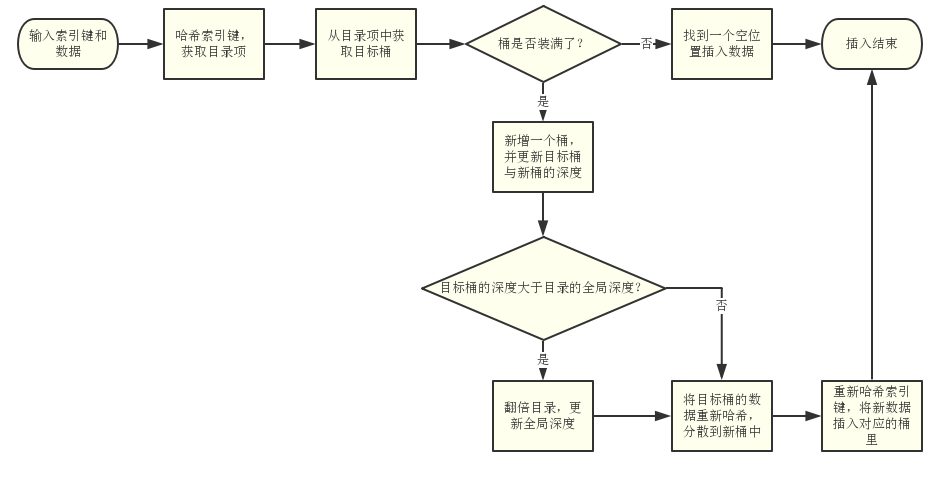 输入索引键和
数据
哈希索引键，
获取目录项
从目录项中获
取目标桶
桶是否装满了？
否
找到一个空位
置插入数据
插入结束
是
新增一个桶，
并更新目标桶
与新桶的深度
目标桶的深度大于目录的全局深度？
否
是
翻倍目录，更
新全局深度
将目标桶的数
据重新哈希，
分散到新桶中
重新哈希索引
键，将新数据
插入对应的桶
里